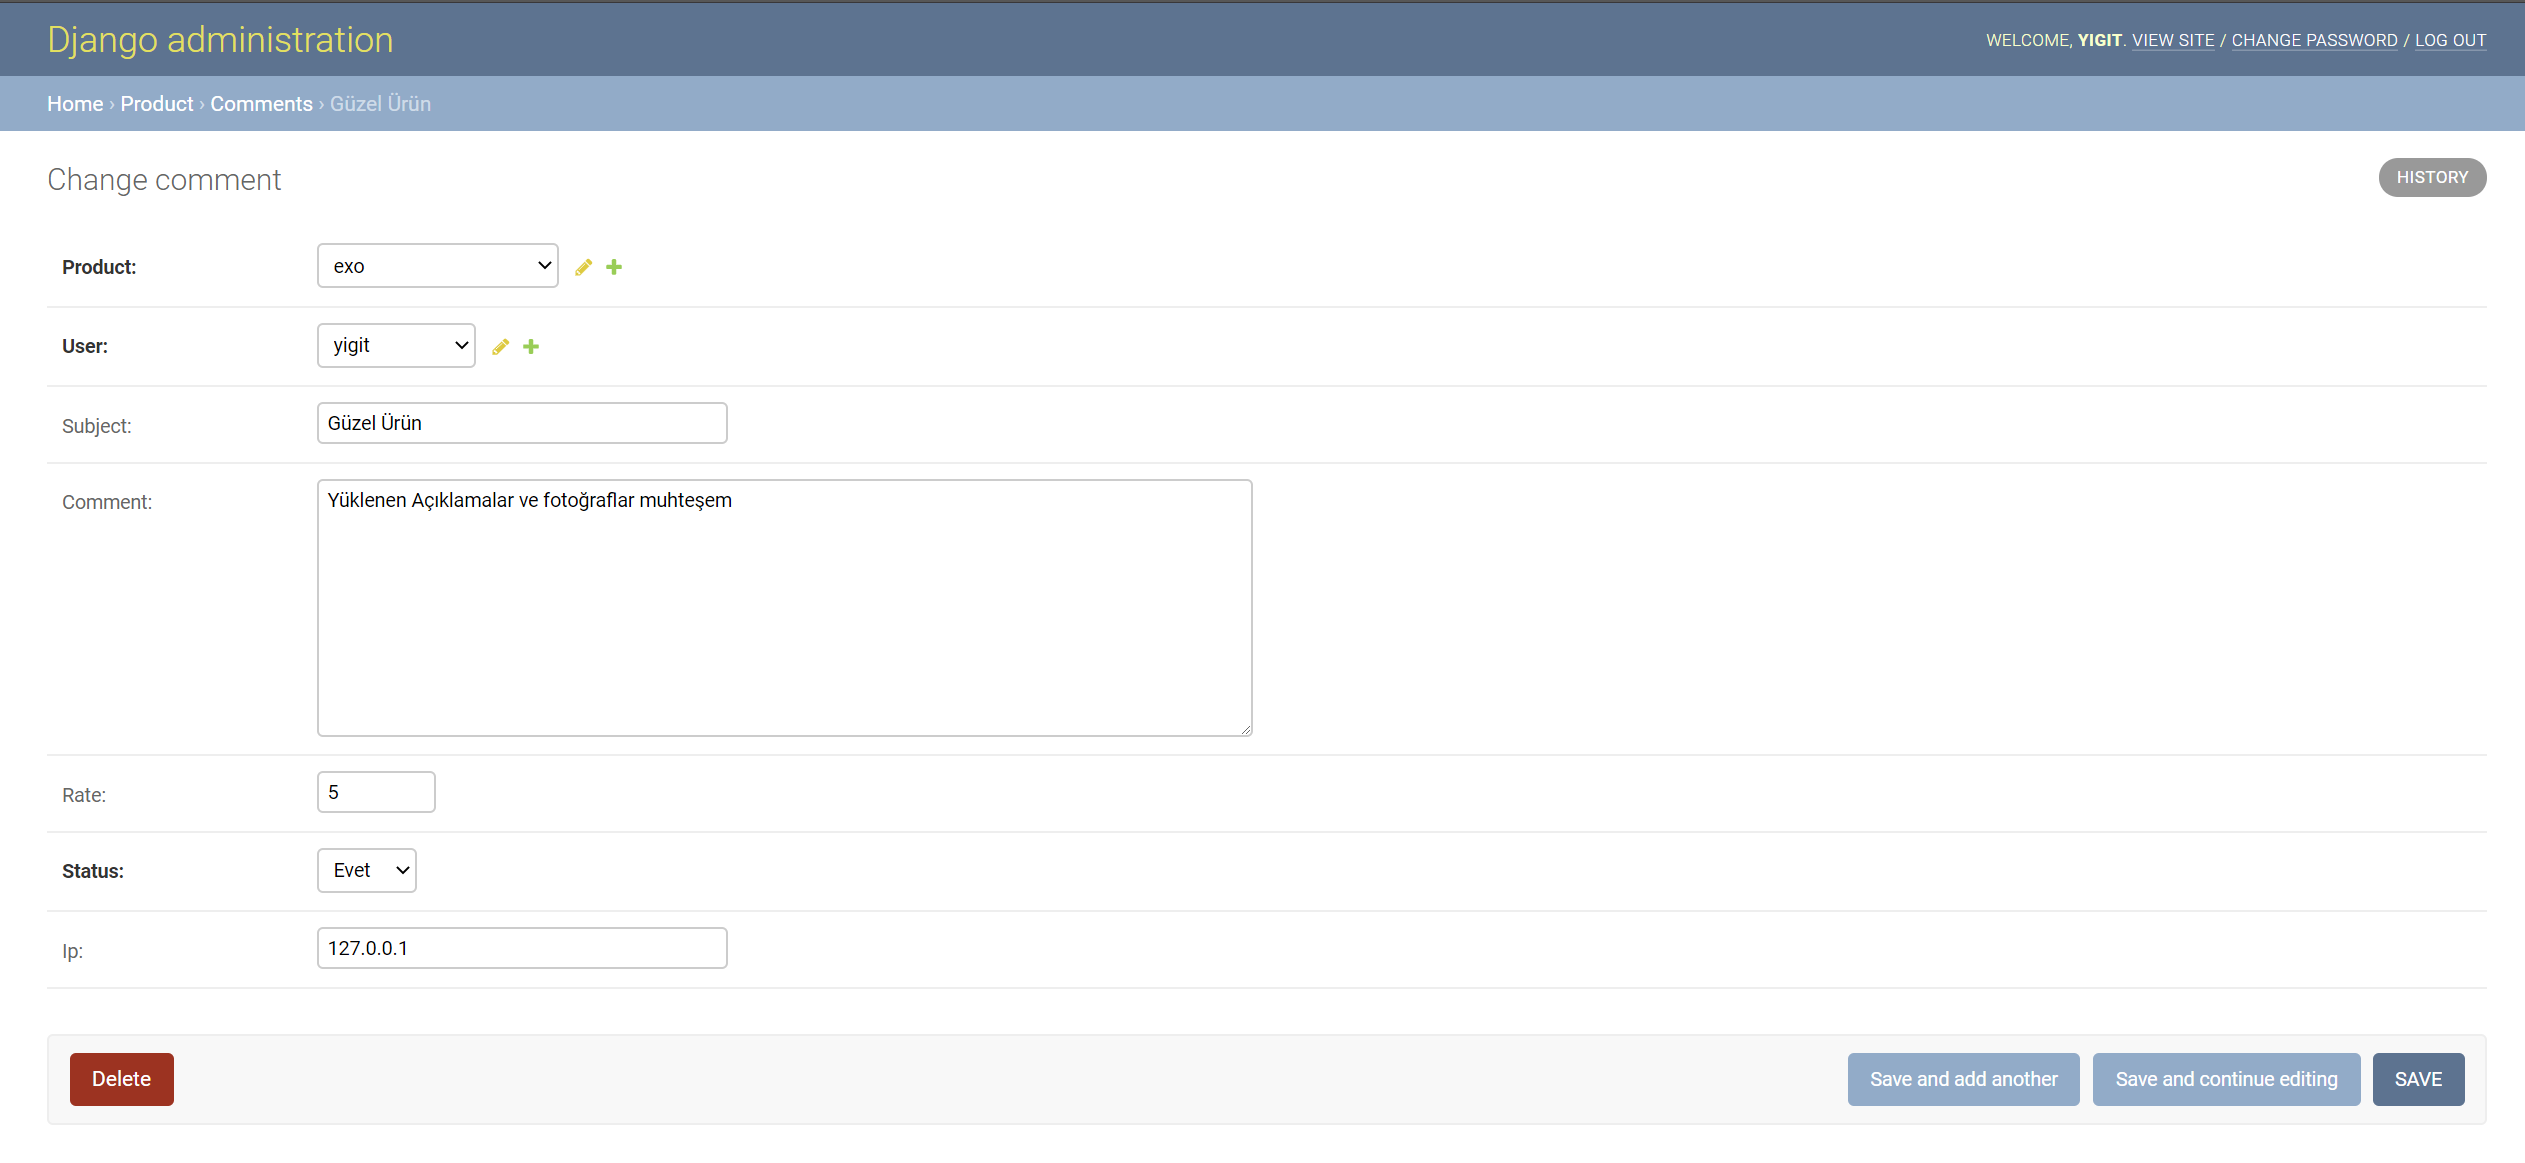 Django administration
WELCOME, YIGIT. VIEW SITE / CHANGE PASSWORD / LOG OUT
Home › Product › Comments › Güzel Ürün
Change comment
HISTORY
Product: exo
User: yigit
Subject: Güzel Ürün
Comment: Yüklenen Açıklamalar ve fotoğraflar muhteşem
Rate: 5
Status: Evet
Ip: 127.0.0.1
Delete Save and add another Save and continue editing SAVE